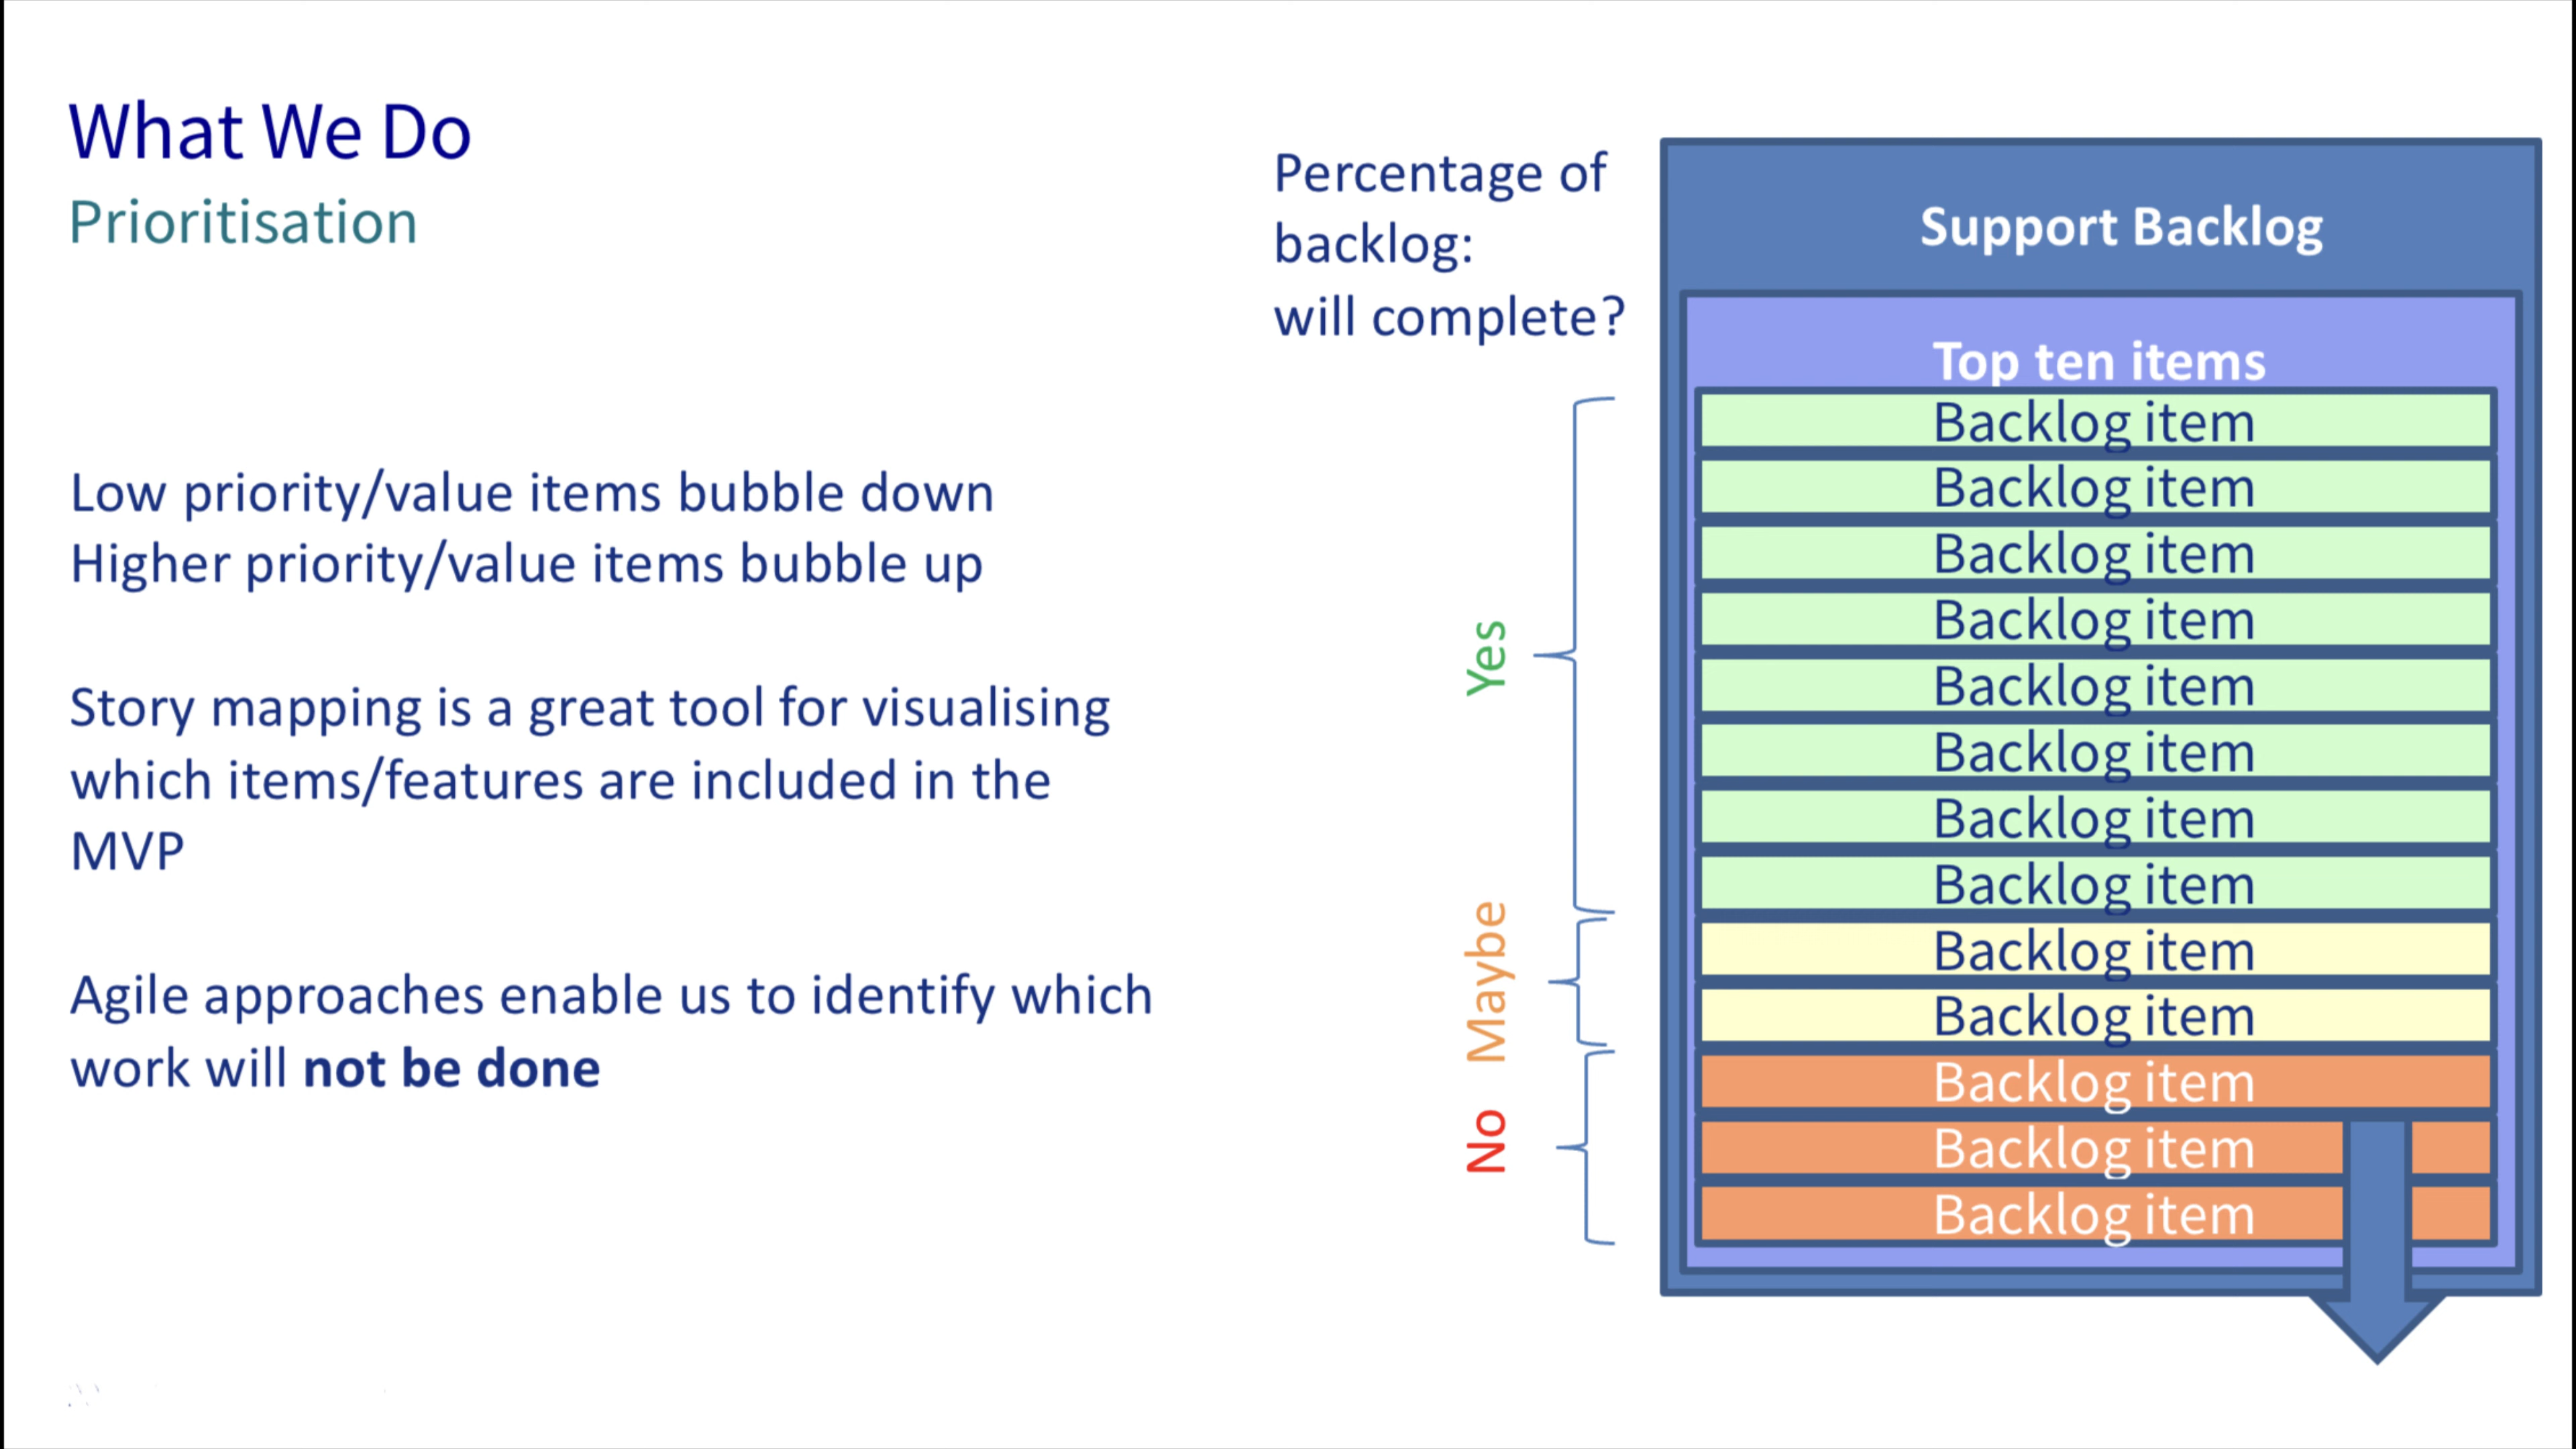 What We Do
Prioritisation
Low priority/value items bubble down
Higher priority/value items bubble up
Story mapping is a great tool for visualising
which items/features are included in the
MVP
Agile approaches enable us to identify which
work will not be done
Percentage of
backlog:
will complete?
Yes
Maybe
No
Support Backlog
Top ten items
Backlog item
Backlog item
Backlog item
Backlog item
Backlog item
Backlog item
Backlog item
Backlog item
Backlog item
Backlog item
Backlog item
Backlog item
Backlog item